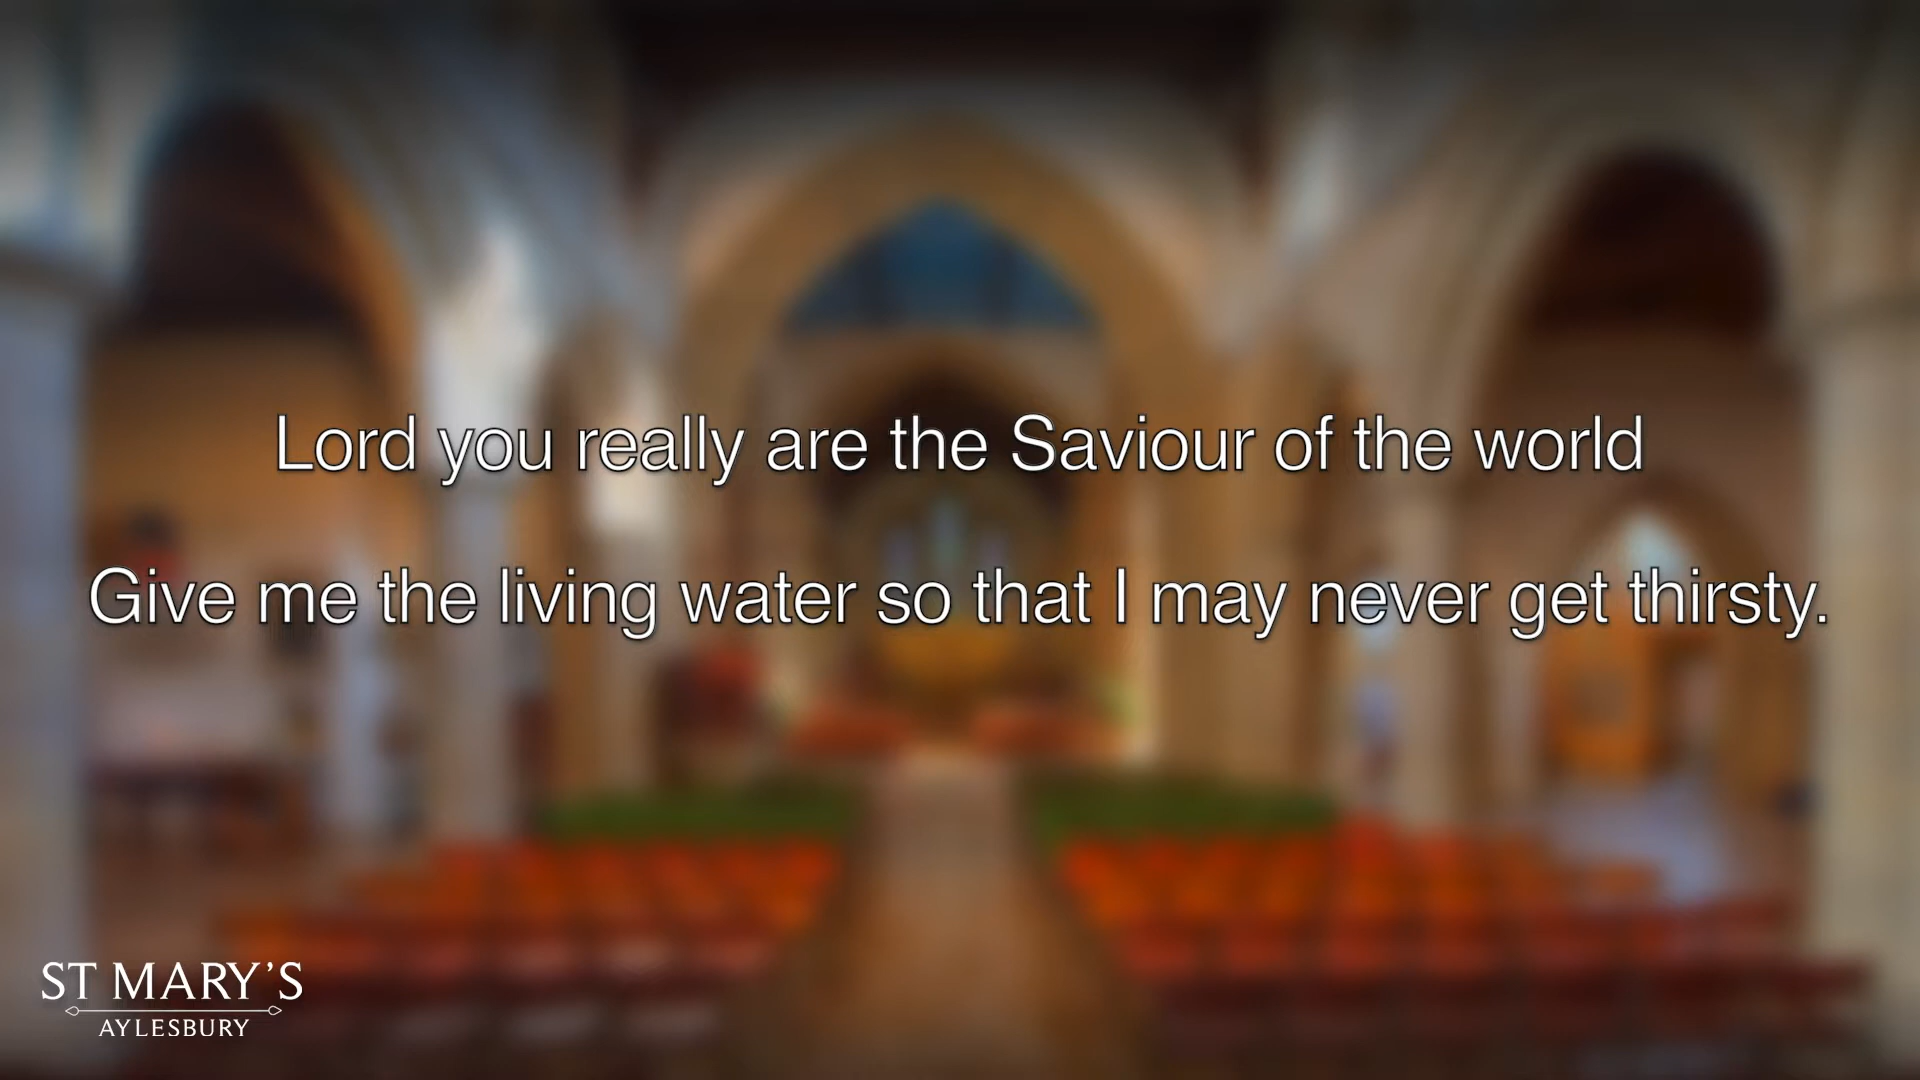 Lord you really are the Saviour of the world
Give me the living water so that I may never get thirsty.
ST MARY'S
AYLESBURY